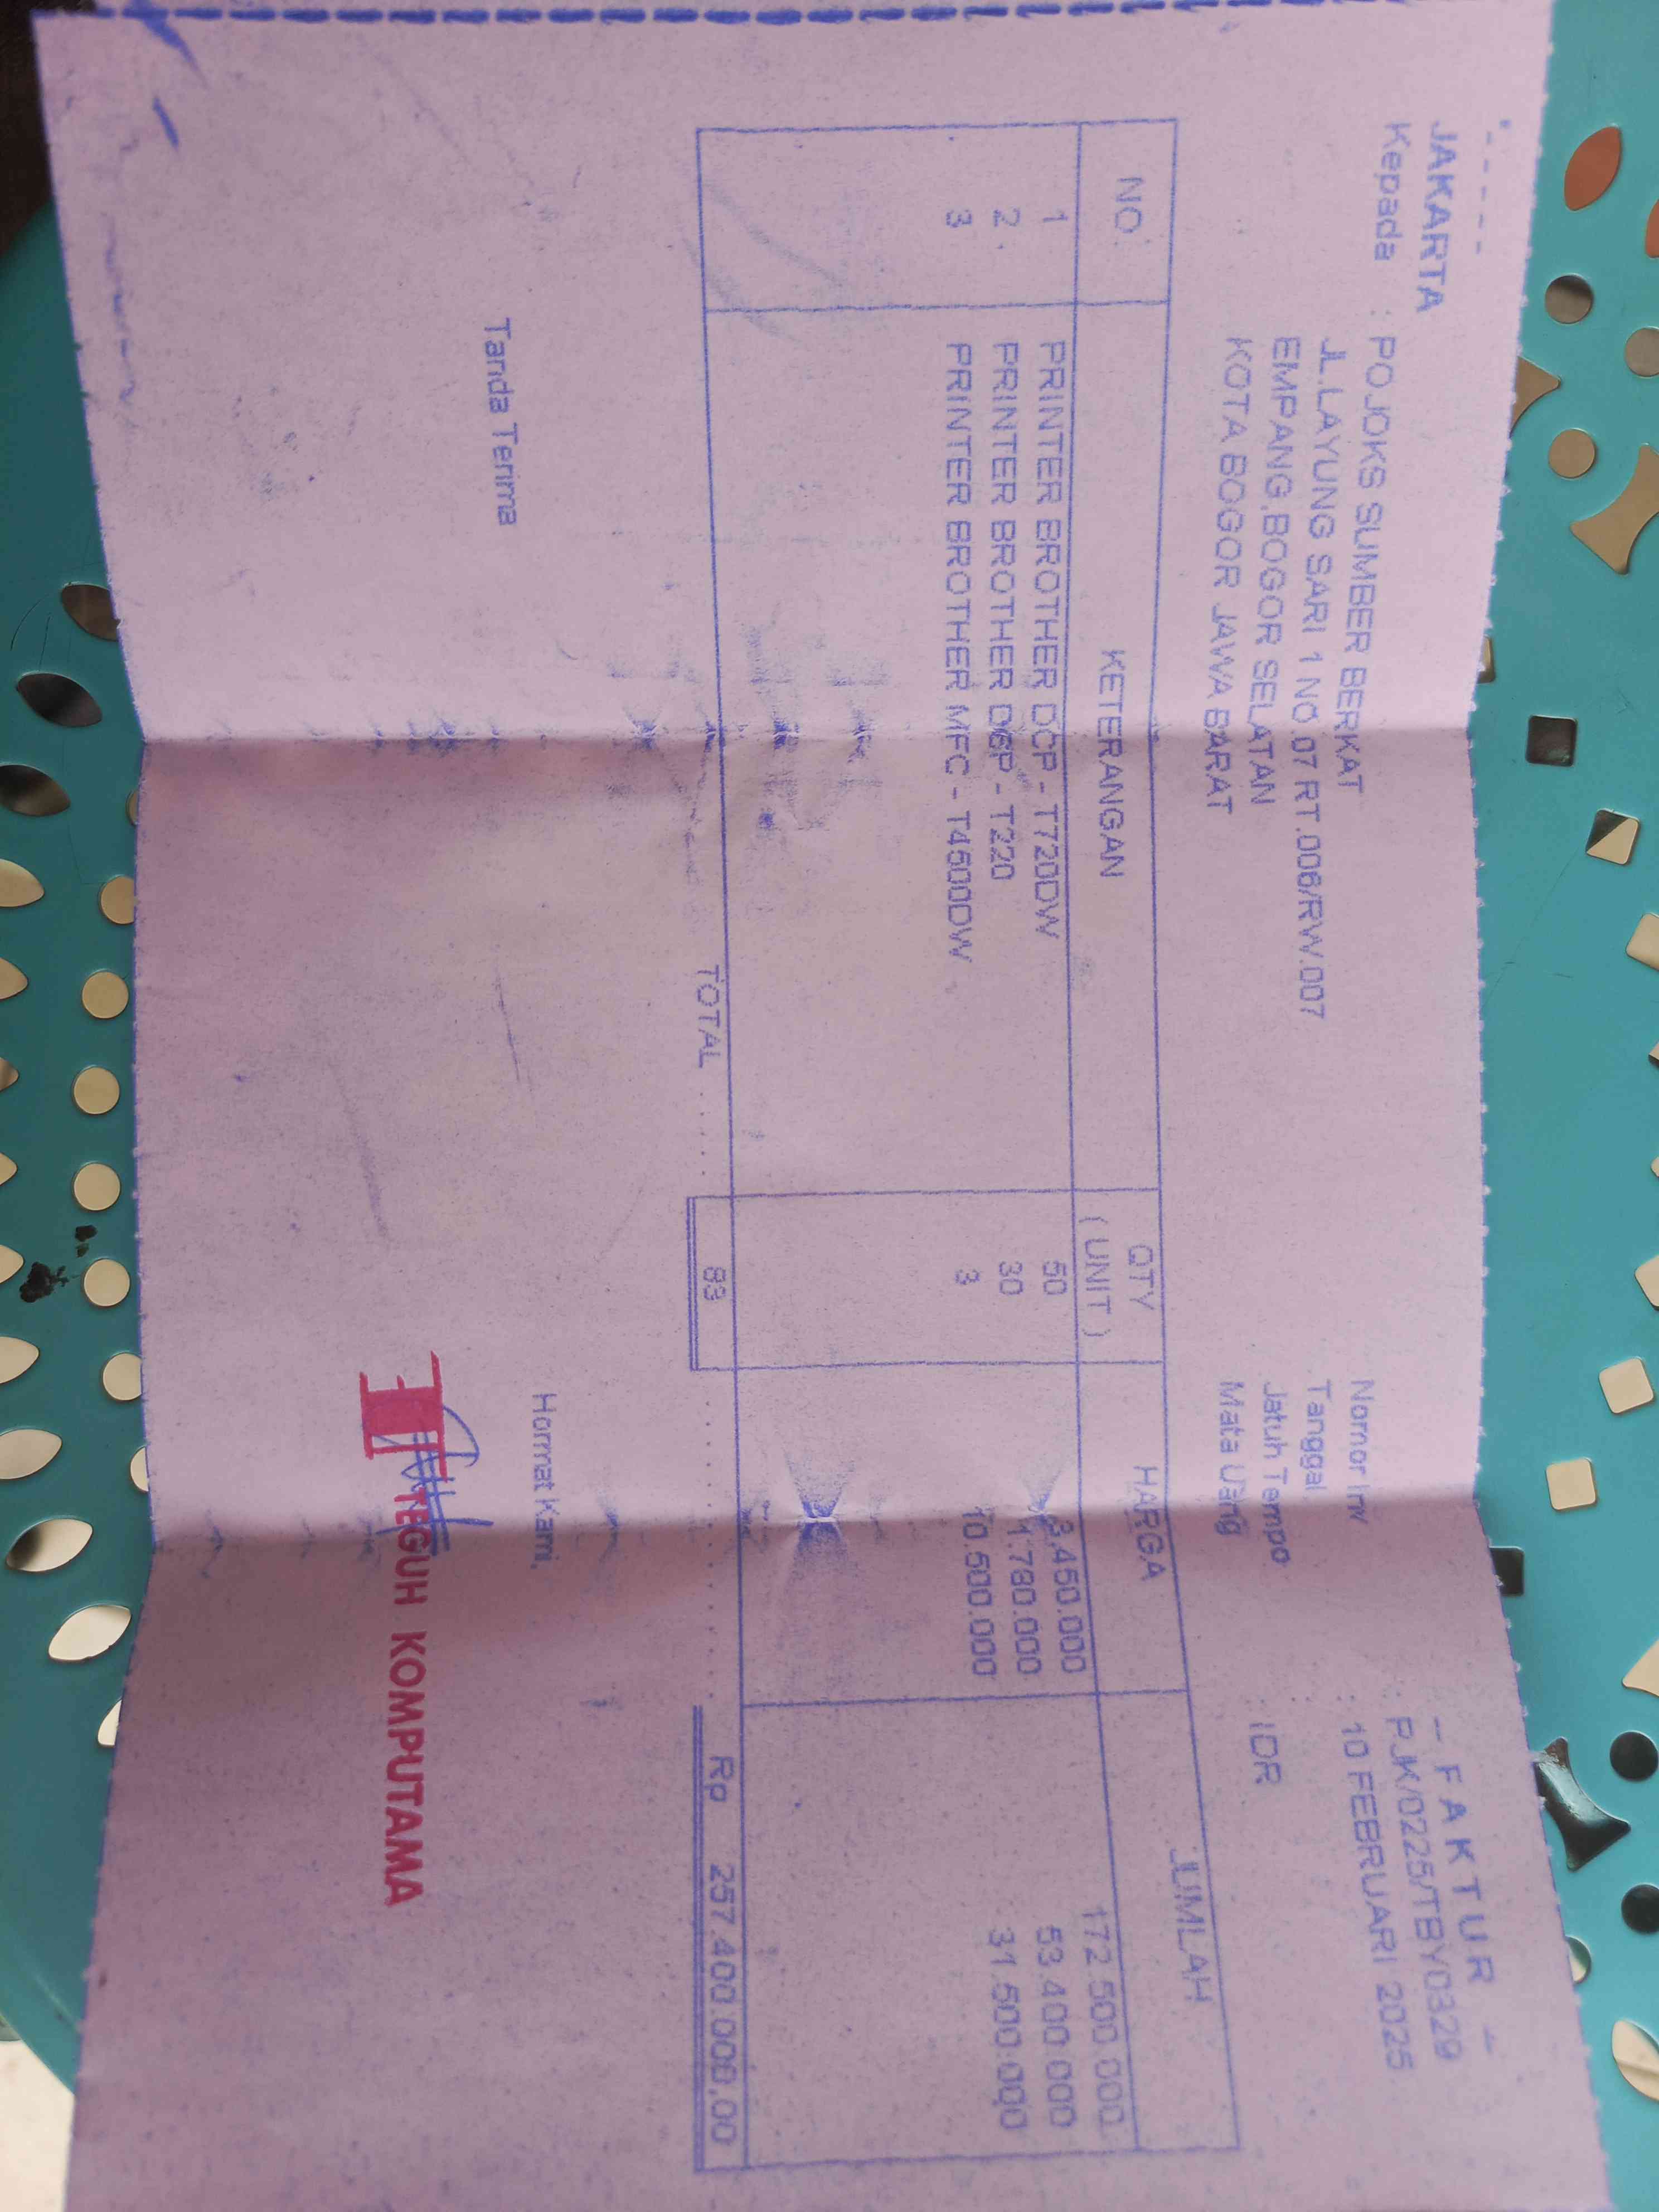 JAKARTA
Kepada : POJOKS SUMBER BERKAT
JL.LAYUNG SARI 1 NO.07 RT.006/RW.007
EMPANG,BOGOR SELATAN
KOTA BOGOR JAWA BARAT
- F A K T U R -
Nomor Inv : PJK/0225/TBY/0329
Tanggal : 10 FEBRUARI 2025
Jatuh Tempo :
Mata Uang : IDR
NO. KETERANGAN QTY ( UNIT ) HARGA JUMLAH
1 PRINTER BROTHER DCP - T720DW 50 3.450.000 172.500.000
2 PRINTER BROTHER DCP - T220 30 1.780.000 53.400.000
3 PRINTER BROTHER MFC - T4500DW 3 10.500.000 31.500.000
TOTAL 83 Rp 257.400.000,00
Tanda Terima
Hormat Kami,
TEGUH KOMPUTAMA